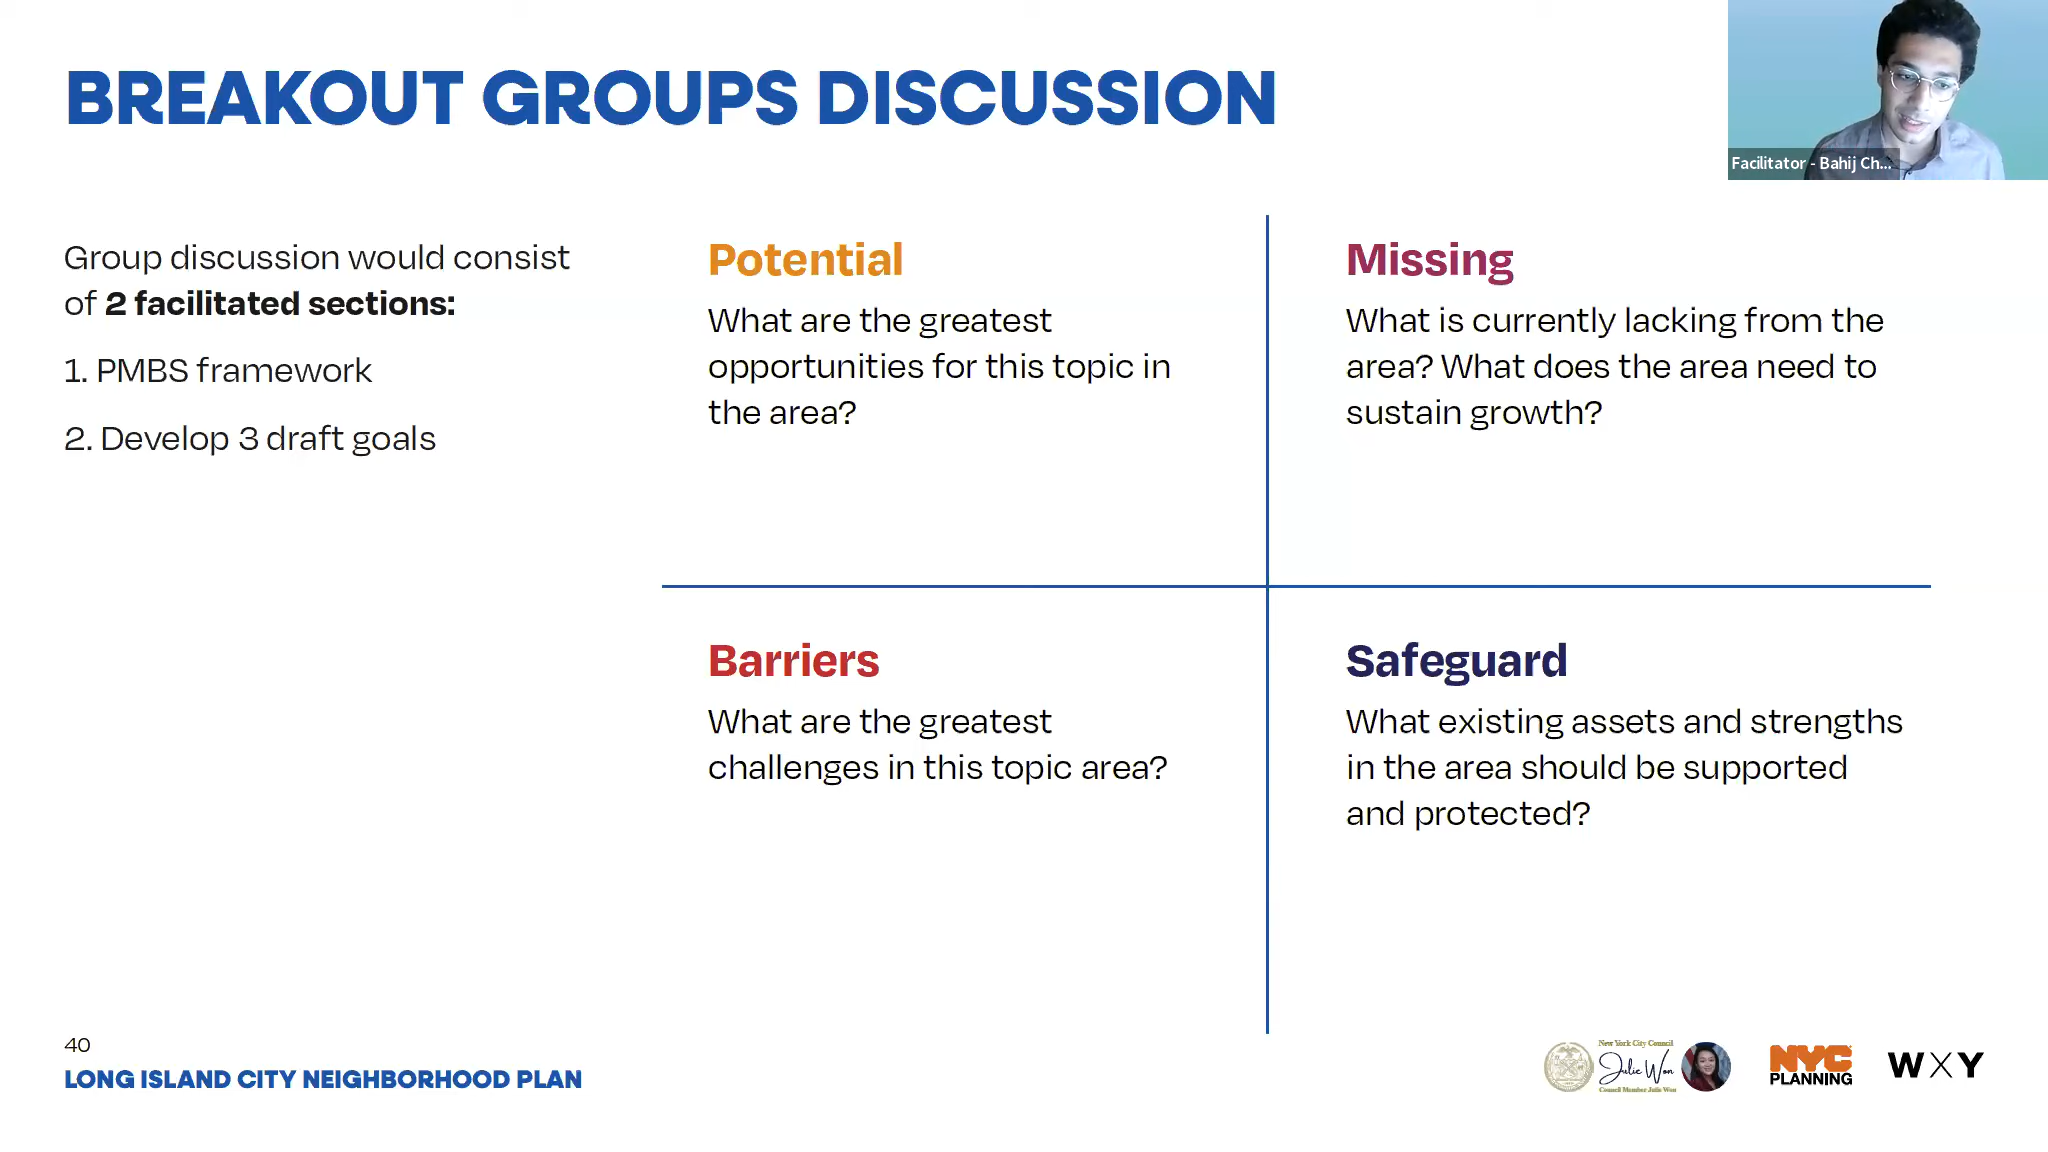 BREAKOUT GROUPS DISCUSSION
Facilitator - Bahij Ch...
Group discussion would consist
of 2 facilitated sections:
1. PMBS framework
2. Develop 3 draft goals
Potential
What are the greatest
opportunities for this topic in
the area?
Missing
What is currently lacking from the
area? What does the area need to
sustain growth?
Barriers
What are the greatest
challenges in this topic area?
Safeguard
What existing assets and strengths
in the area should be supported
and protected?
40
LONG ISLAND CITY NEIGHBORHOOD PLAN
New York City Council
Julie Won
Council Member Julie Won
NYC
PLANNING
WXY